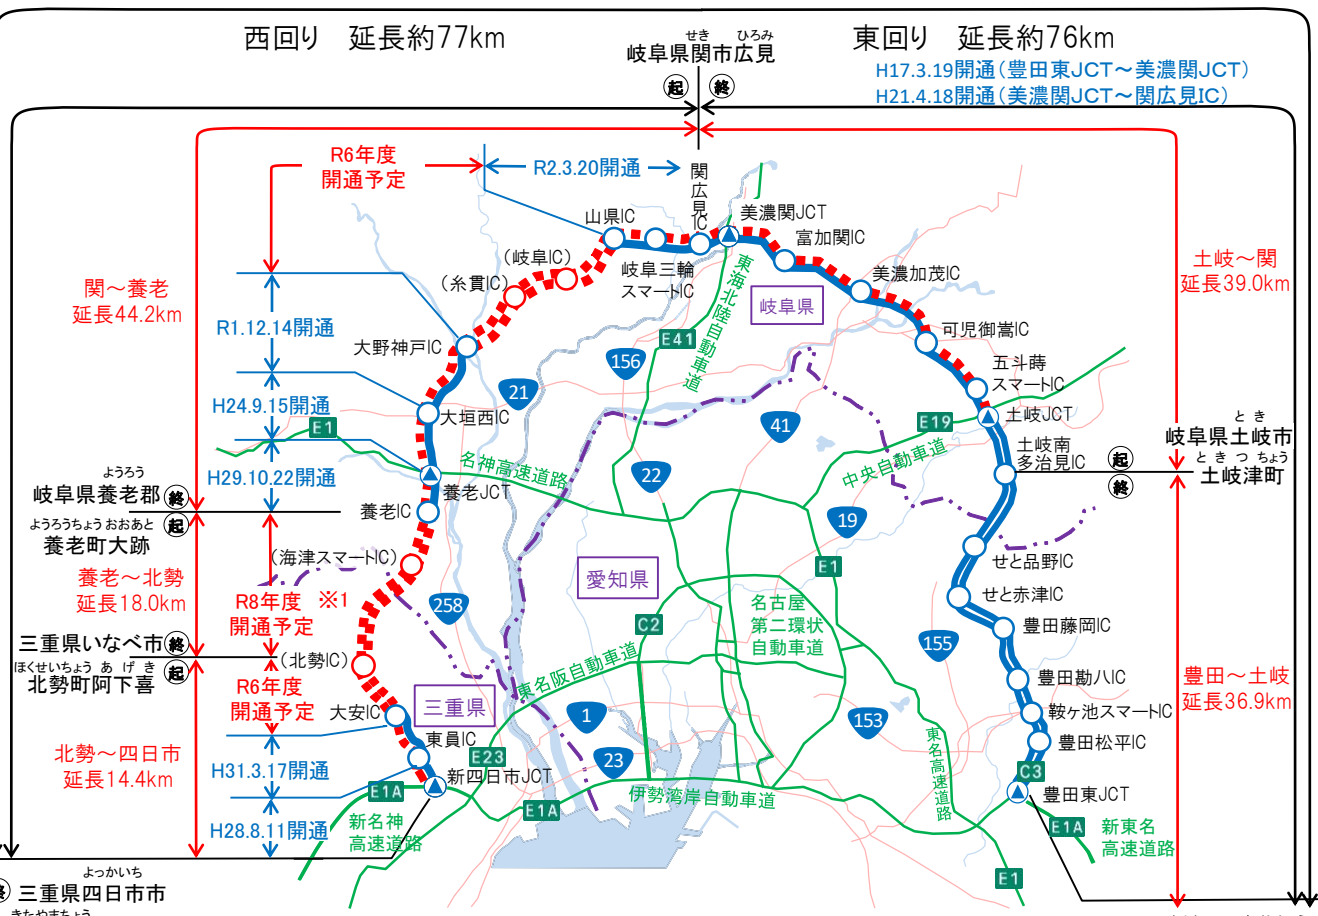 西回り 延長約77km
せき ひろみ
岐阜県関市広見
起 終
東回り 延長約76km
H17.3.19開通(豊田東JCT～美濃関JCT)
H21.4.18開通(美濃関JCT～関広見IC)
R6年度
開通予定
R2.3.20開通
関広見IC
山県IC
美濃関JCT
富加関IC
(岐阜IC)
岐阜三輪
スマートIC
美濃加茂IC
(糸貫IC)
東海北陸自動車道
岐阜県
土岐～関
延長39.0km
関～養老
延長44.2km
R1.12.14開通
大野神戸IC
E41
可児御嵩IC
156
五斗蒔
スマートIC
21
H24.9.15開通
大垣西IC
41
E19
土岐JCT
E1
とき
岐阜県土岐市
ときつちょう
土岐津町
起
終
土岐南
多治見IC
中央自動車道
名神高速道路
22
H29.10.22開通
養老JCT
ようろう
岐阜県養老郡
終
ようろうちょうおおあと
起
養老町大跡
養老IC
19
(海津スマートIC)
せと品野IC
養老～北勢
延長18.0km
E1
愛知県
R8年度 ※1
開通予定
258
名古屋
第二環状
自動車道
せと赤津IC
C2
豊田藤岡IC
三重県いなべ市
終
ほくせいちょう あげき
起
北勢町阿下喜
(北勢IC)
155
東名阪自動車道
豊田勘八IC
豊田～土岐
延長36.9km
R6年度
開通予定
大安IC
三重県
1
153
鞍ヶ池スマートIC
東員IC
豊田松平IC
北勢～四日市
延長14.4km
H31.3.17開通
E23
23
東名高速道路
C3
新四日市JCT
E1A
伊勢湾岸自動車道
豊田東JCT
E1A
H28.8.11開通
新名神
高速道路
E1A
新東名
高速道路
E1
よっかいち
終
三重県四日市市
きたやまちょう